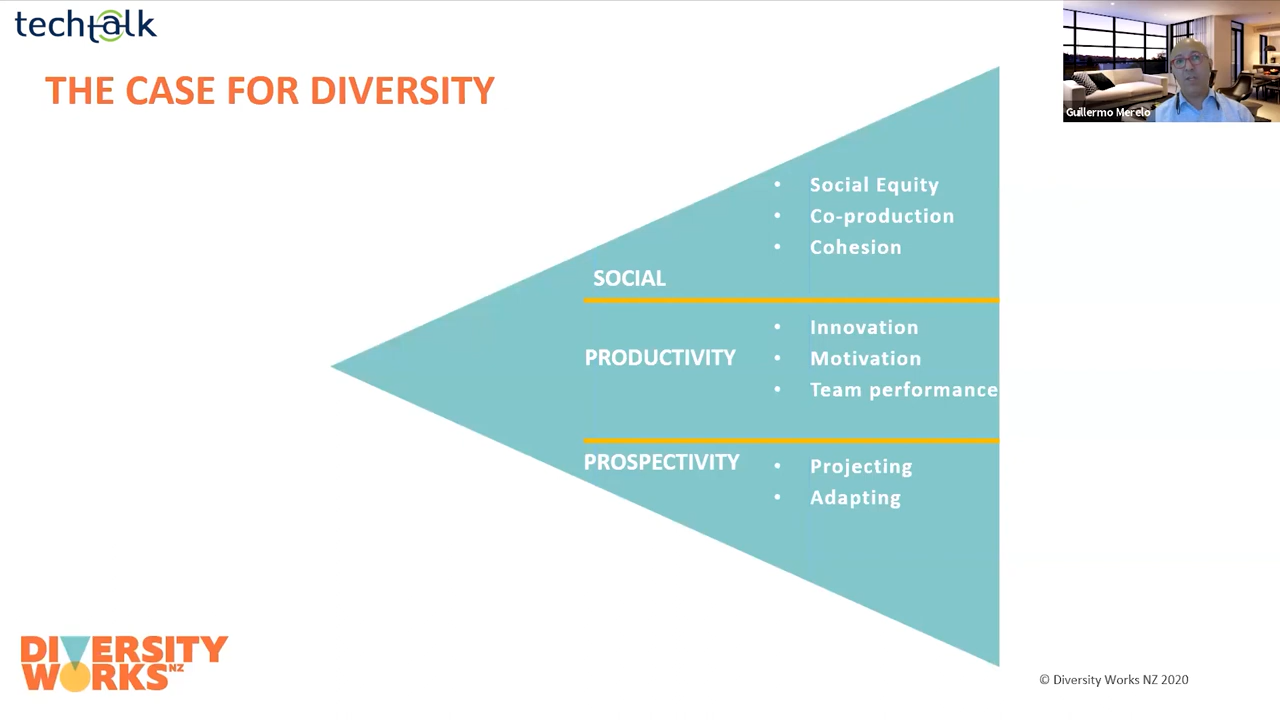 techtalk
THE CASE FOR DIVERSITY
Guillermo Merelo
• Social Equity
• Co-production
• Cohesion
SOCIAL
• Innovation
PRODUCTIVITY
• Motivation
• Team performance
PROSPECTIVITY
• Projecting
• Adapting
DIVERSITY
WORKS NZ
© Diversity Works NZ 2020